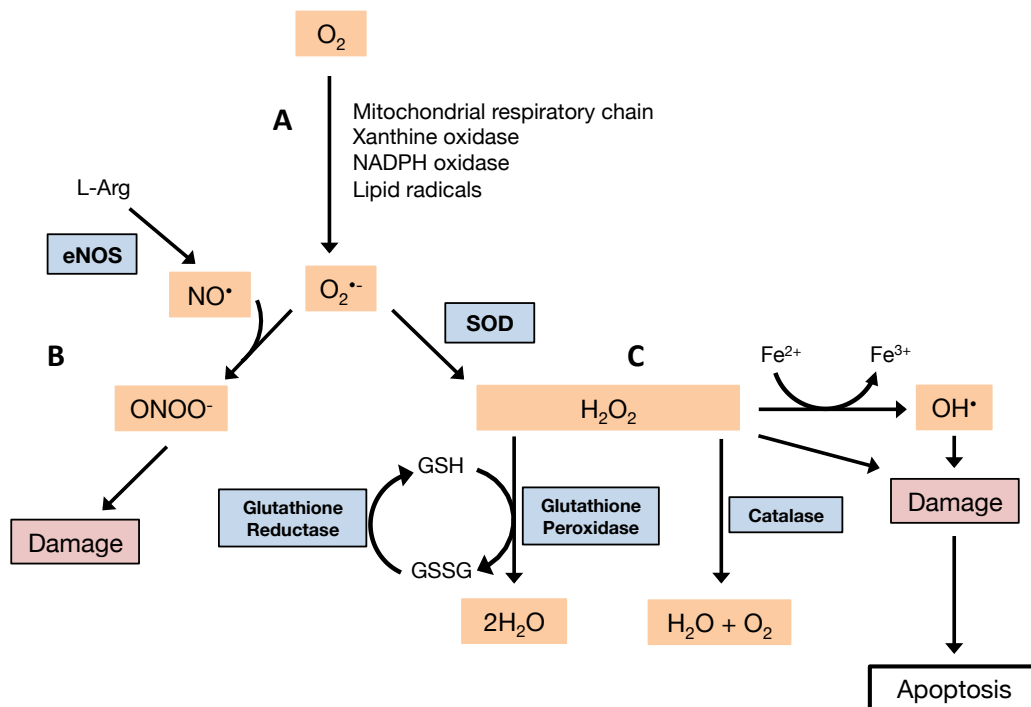 O₂
A
Mitochondrial respiratory chain
Xanthine oxidase
NADPH oxidase
Lipid radicals
L-Arg
eNOS
NO•
O₂•-
SOD
B
C
Fe²⁺
Fe³⁺
ONOO⁻
H₂O₂
OH•
GSH
Glutathione
Reductase
Glutathione
Peroxidase
Catalase
Damage
Damage
GSSG
2H₂O
H₂O + O₂
Apoptosis